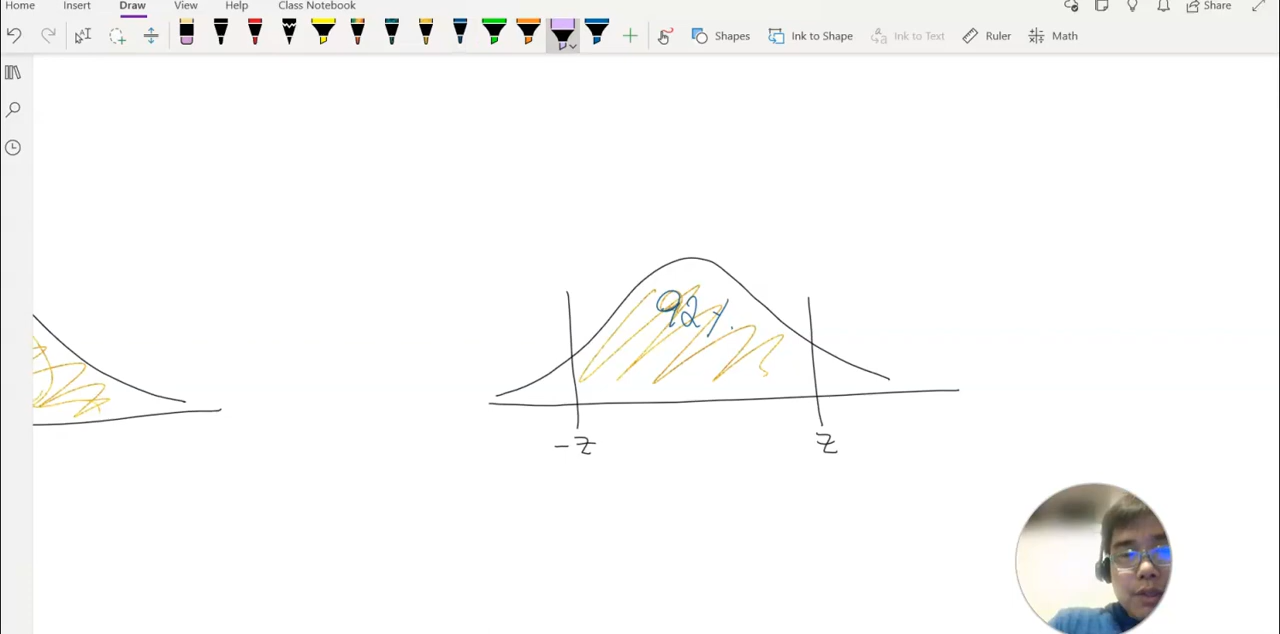 Home Insert Draw View Help Class Notebook
Share
Shapes Ink to Shape Ink to Text Ruler Math
92%
-z z